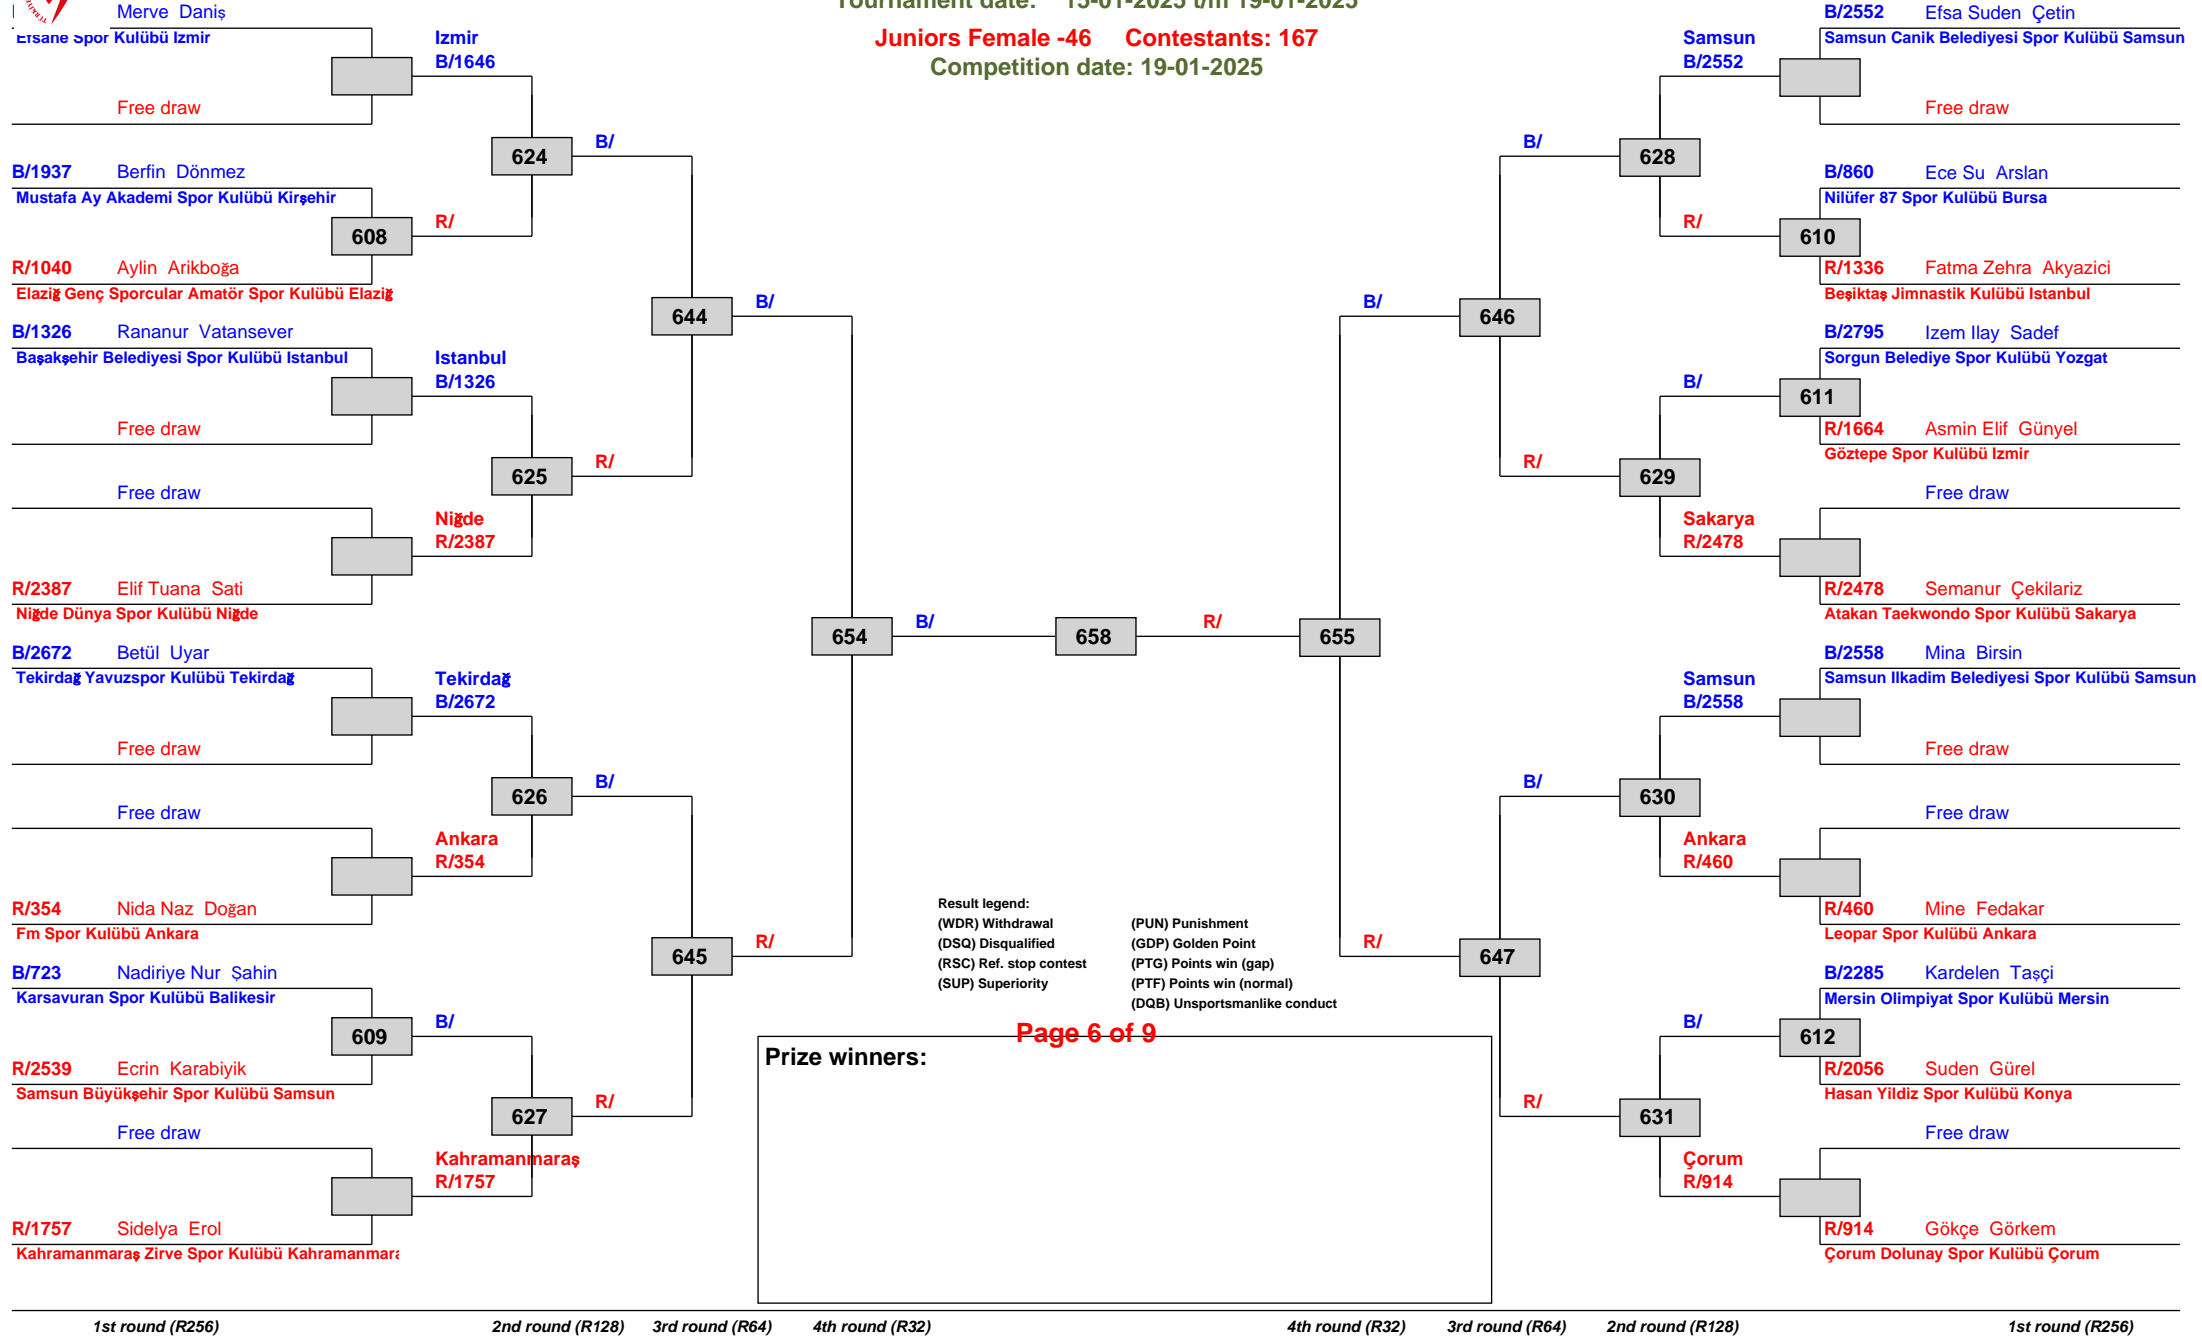 Tournament date: 15-01-2025 t/m 19-01-2025
Juniors Female -46 Contestants: 167
Competition date: 19-01-2025
Merve Daniş
Efsane Spor Kulübü Izmir
Free draw
Izmir
B/1646
B/1937 Berfin Dönmez
Mustafa Ay Akademi Spor Kulübü Kirşehir
608
R/
R/1040 Aylin Arikboğa
Elaziğ Genç Sporcular Amatör Spor Kulübü Elaziğ
624
B/
B/1326 Rananur Vatansever
Başakşehir Belediyesi Spor Kulübü Istanbul
Free draw
Istanbul
B/1326
Free draw
R/2387 Elif Tuana Sati
Niğde Dünya Spor Kulübü Niğde
Niğde
R/2387
625
R/
644
B/
B/2672 Betül Uyar
Tekirdağ Yavuzspor Kulübü Tekirdağ
Free draw
Tekirdağ
B/2672
Free draw
R/354 Nida Naz Doğan
Fm Spor Kulübü Ankara
Ankara
R/354
626
B/
B/723 Nadiriye Nur Şahin
Karsavuran Spor Kulübü Balikesir
609
B/
R/2539 Ecrin Karabiyik
Samsun Büyükşehir Spor Kulübü Samsun
Free draw
R/1757 Sidelya Erol
Kahramanmaraş Zirve Spor Kulübü Kahramanmara
Kahramanmaraş
R/1757
627
R/
645
R/
654
B/
658
R/
655
B/2552 Efsa Suden Çetin
Samsun Canik Belediyesi Spor Kulübü Samsun
Free draw
Samsun
B/2552
B/860 Ece Su Arslan
Nilüfer 87 Spor Kulübü Bursa
610
R/
R/1336 Fatma Zehra Akyazici
Beşiktaş Jimnastik Kulübü Istanbul
628
B/
B/2795 Izem Ilay Sadef
Sorgun Belediye Spor Kulübü Yozgat
611
B/
R/1664 Asmin Elif Günyel
Göztepe Spor Kulübü Izmir
Free draw
R/2478 Semanur Çekilariz
Atakan Taekwondo Spor Kulübü Sakarya
Sakarya
R/2478
629
R/
646
B/
B/2558 Mina Birsin
Samsun Ilkadim Belediyesi Spor Kulübü Samsun
Free draw
Samsun
B/2558
Free draw
R/460 Mine Fedakar
Leopar Spor Kulübü Ankara
Ankara
R/460
630
B/
B/2285 Kardelen Taşçi
Mersin Olimpiyat Spor Kulübü Mersin
612
B/
R/2056 Suden Gürel
Hasan Yildiz Spor Kulübü Konya
Free draw
R/914 Gökçe Görkem
Çorum Dolunay Spor Kulübü Çorum
Çorum
R/914
631
R/
647
R/
Result legend:
(WDR) Withdrawal (PUN) Punishment
(DSQ) Disqualified (GDP) Golden Point
(RSC) Ref. stop contest (PTG) Points win (gap)
(SUP) Superiority (PTF) Points win (normal)
(DQB) Unsportsmanlike conduct
Page 6 of 9
Prize winners:
1st round (R256) 2nd round (R128) 3rd round (R64) 4th round (R32) 4th round (R32) 3rd round (R64) 2nd round (R128) 1st round (R256)